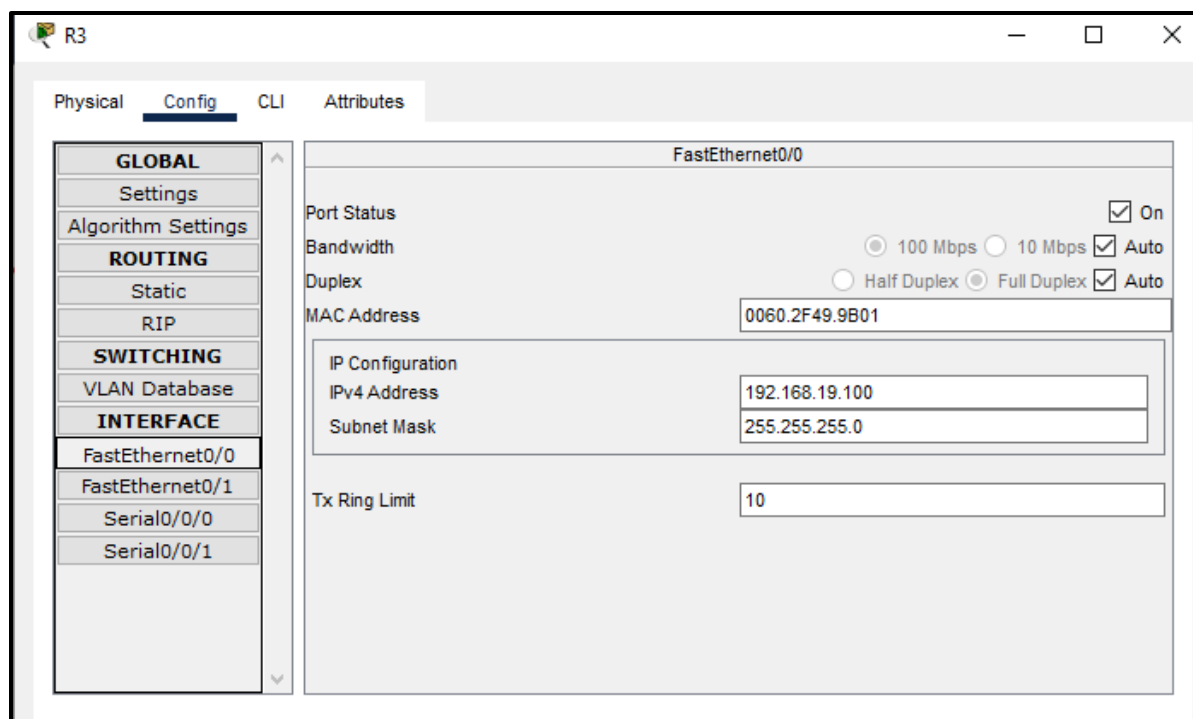 R3
Physical Config CLI Attributes
GLOBAL
Settings
Algorithm Settings
ROUTING
Static
RIP
SWITCHING
VLAN Database
INTERFACE
FastEthernet0/0
FastEthernet0/1
Serial0/0/0
Serial0/0/1
FastEthernet0/0
Port Status On
Bandwidth 100 Mbps 10 Mbps Auto
Duplex Half Duplex Full Duplex Auto
MAC Address 0060.2F49.9B01
IP Configuration
IPv4 Address 192.168.19.100
Subnet Mask 255.255.255.0
Tx Ring Limit 10